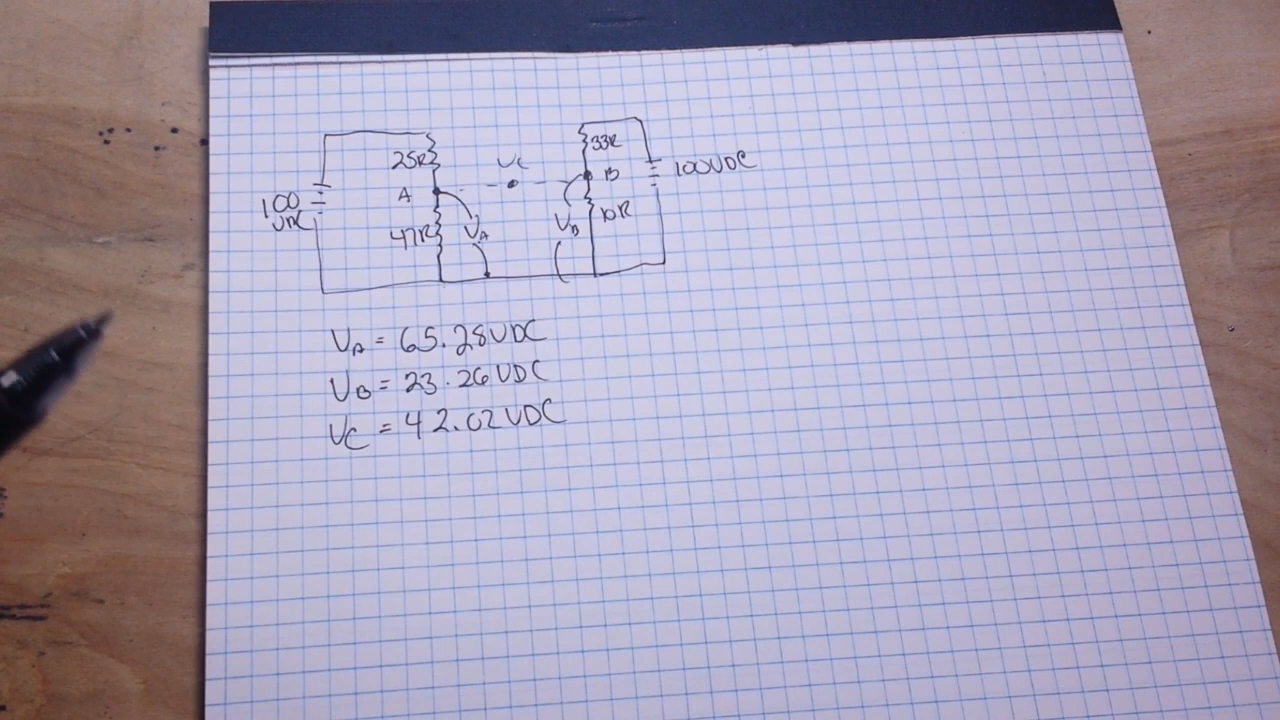 25R
33R
VC
A
B
100VDC
100
VDC
47R
VA
VB
10R
VA = 65.28VDC
VB = 23.26VDC
VC = 42.02VDC